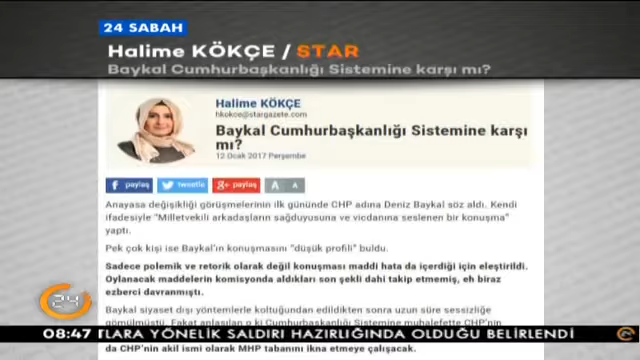 24 SABAH
Halime KÖKÇE / STAR
Baykal Cumhurbaşkanlığı Sistemine karşı mı?
Halime KÖKÇE
hkokce@stargazete.com
Baykal Cumhurbaşkanlığı Sistemine karşı
mı?
12 Ocak 2017 Perşembe
f paylaş tweetle g+ paylaş A A
Anayasa değişikliği görüşmelerinin ilk gününde CHP adına Deniz Baykal söz aldı. Kendi
ifadesiyle "Milletvekili arkadaşların sağduyusuna ve vicdanına seslenen bir konuşma"
yaptı.
Pek çok kişi ise Baykal'ın konuşmasını "düşük profili" buldu.
Sadece polemik ve retorik olarak değil konuşması maddi hata da içerdiği için eleştirildi.
Oylanacak maddelerin komisyonda aldıkları son şekli dahi takip etmemiş, eh biraz
ezberci davranmıştı.
Baykal siyaset dışı yöntemlerle koltuğundan edildikten sonra uzun süre sessizliğe
gömülmüştü. Fakat anlaşılan o ki Cumhurbaşkanlığı Sistemine muhalefette CHP'nin
24
08:47 TLARA YÖNELİK SALDIRI HAZIRLIĞINDA OLDUĞU BELİRLENDİ
da CHP'nin akil ismi olarak MHP tabanını ikna etmeye çalışacak.